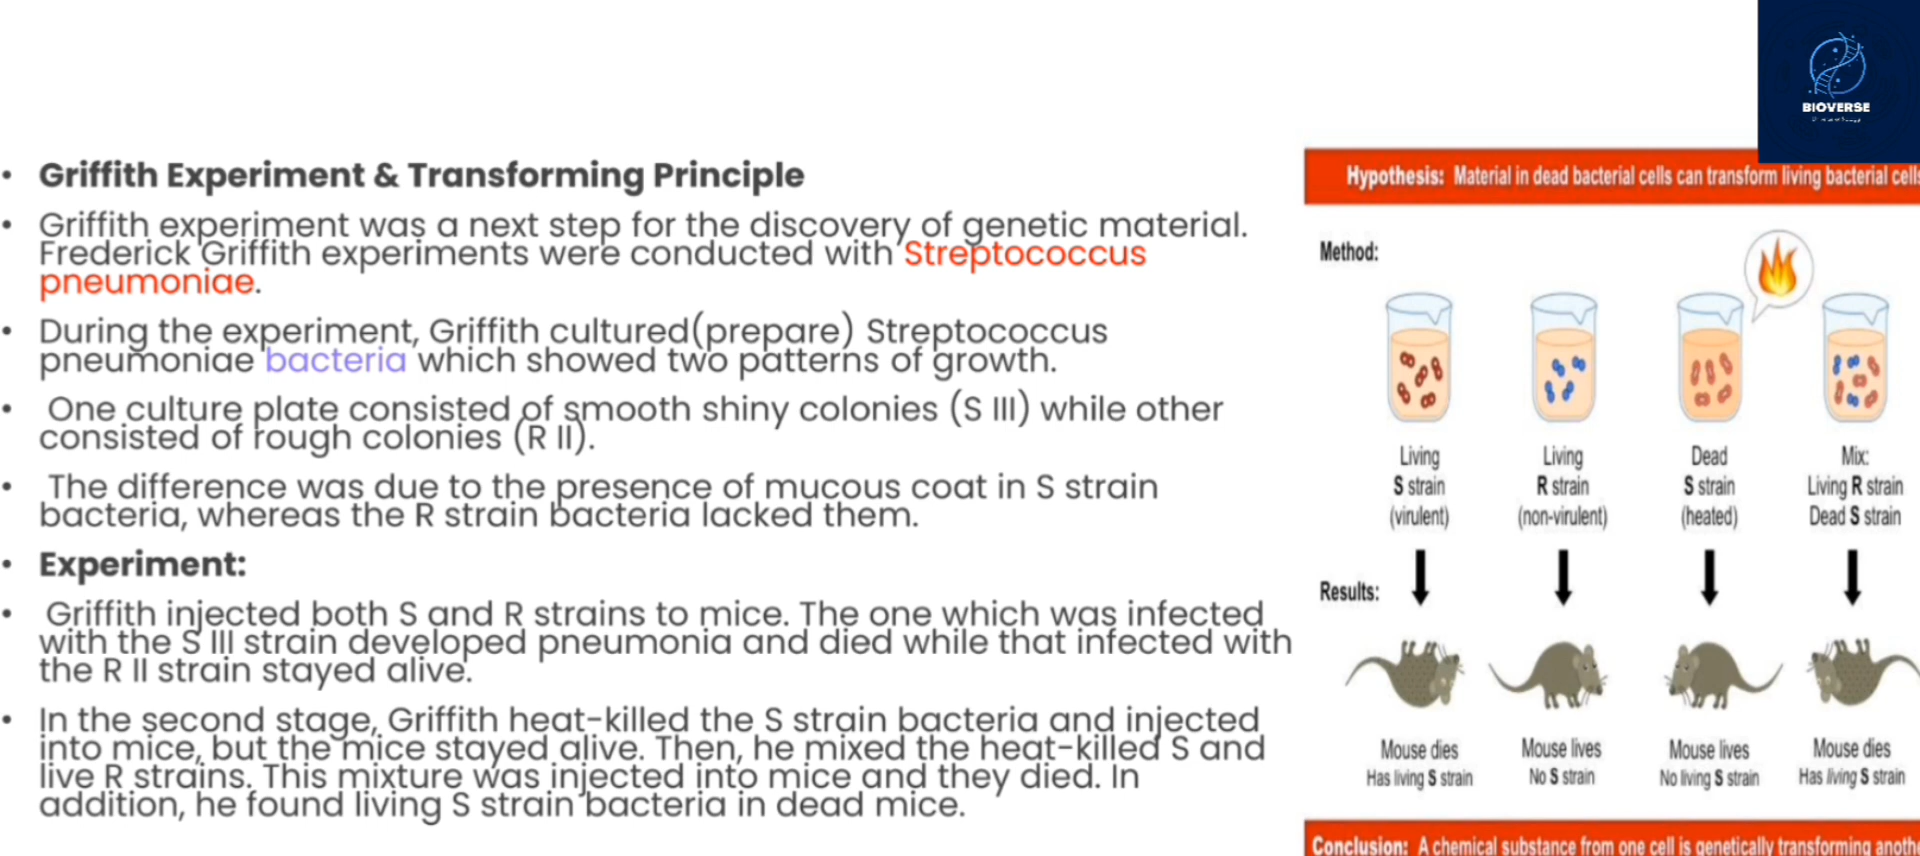 BIOVERSE
• Griffith Experiment & Transforming Principle
• Griffith experiment was a next step for the discovery of genetic material.
Frederick Griffith experiments were conducted with Streptococcus
pneumoniae.
• During the experiment, Griffith cultured(prepare) Streptococcus
pneumoniae bacteria which showed two patterns of growth.
• One culture plate consisted of smooth shiny colonies (S III) while other
consisted of rough colonies (R II).
• The difference was due to the presence of mucous coat in S strain
bacteria, whereas the R strain bacteria lacked them.
• Experiment:
• Griffith injected both S and R strains to mice. The one which was infected
with the S III strain developed pneumonia and died while that infected with
the R II strain stayed alive.
• In the second stage, Griffith heat-killed the S strain bacteria and injected
into mice, but the mice stayed alive. Then, he mixed the heat-killed S and
live R strains. This mixture was injected into mice and they died. In
addition, he found living S strain bacteria in dead mice.
Hypothesis: Material in dead bacterial cells can transform living bacterial cells
Method:
Living
S strain
(virulent)
Living
R strain
(non-virulent)
Dead
S strain
(heated)
Mix:
Living R strain
Dead S strain
Results:
Mouse dies
Has living S strain
Mouse lives
No S strain
Mouse lives
No living S strain
Mouse dies
Has living S strain
Conclusion: A chemical substance from one cell is genetically transforming